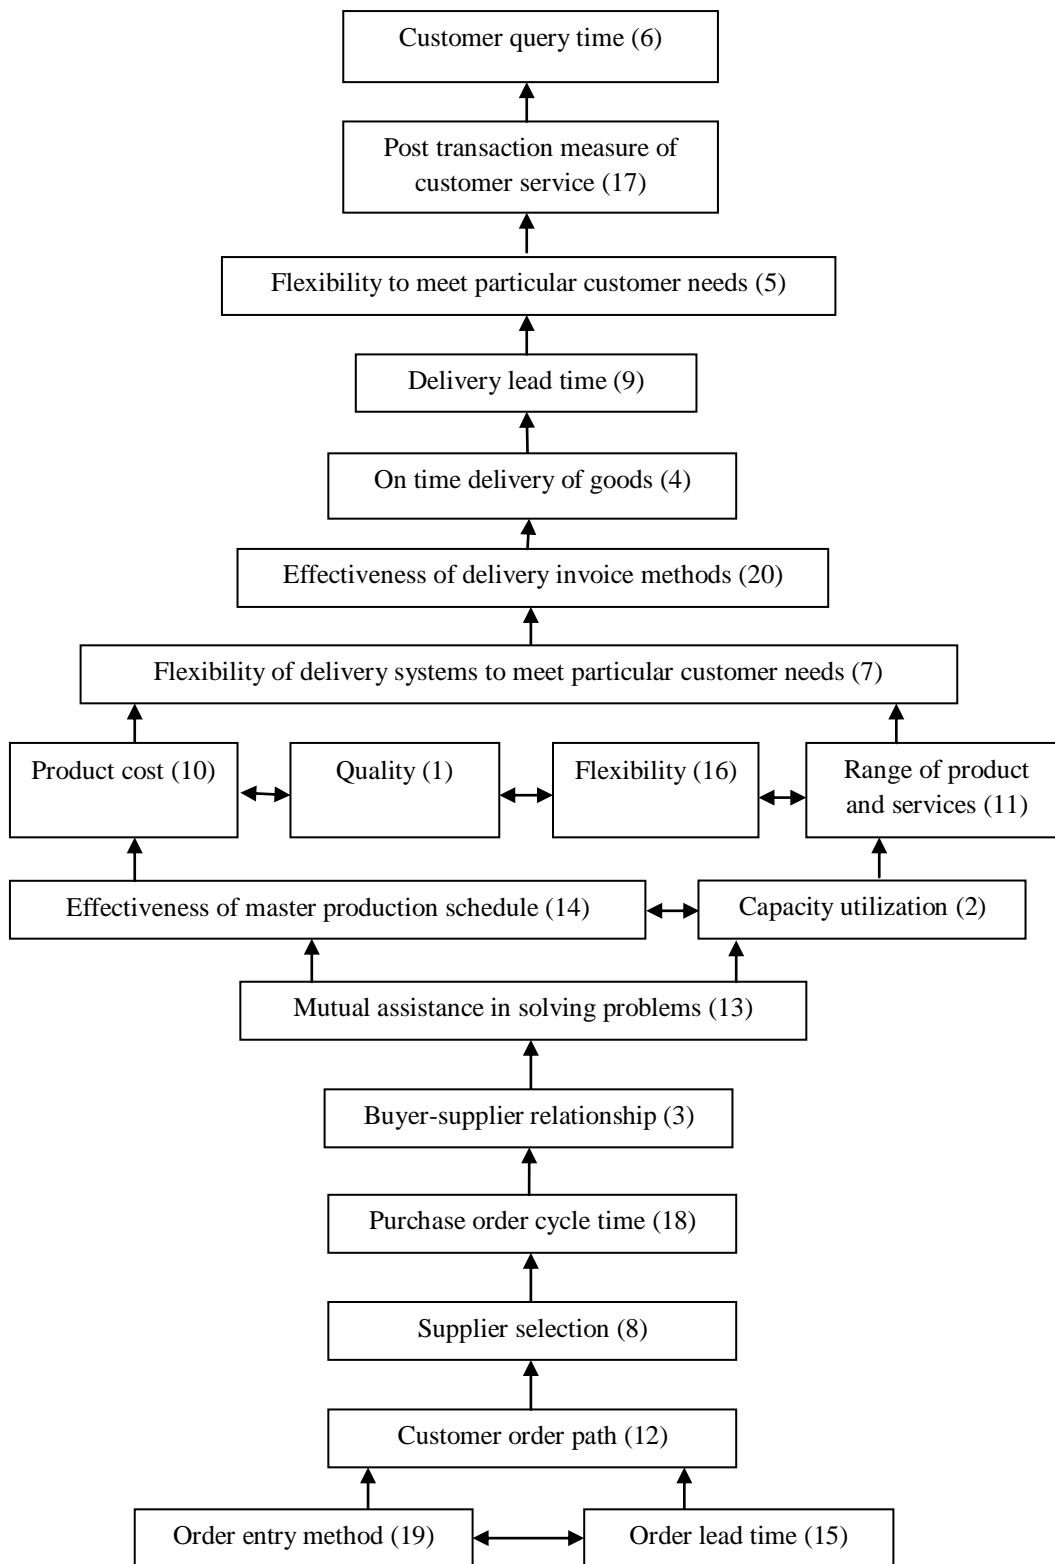 Customer query time (6)
Post transaction measure of
customer service (17)
Flexibility to meet particular customer needs (5)
Delivery lead time (9)
On time delivery of goods (4)
Effectiveness of delivery invoice methods (20)
Flexibility of delivery systems to meet particular customer needs (7)
Product cost (10)
Quality (1)
Flexibility (16)
Range of product
and services (11)
Effectiveness of master production schedule (14)
Capacity utilization (2)
Mutual assistance in solving problems (13)
Buyer-supplier relationship (3)
Purchase order cycle time (18)
Supplier selection (8)
Customer order path (12)
Order entry method (19)
Order lead time (15)